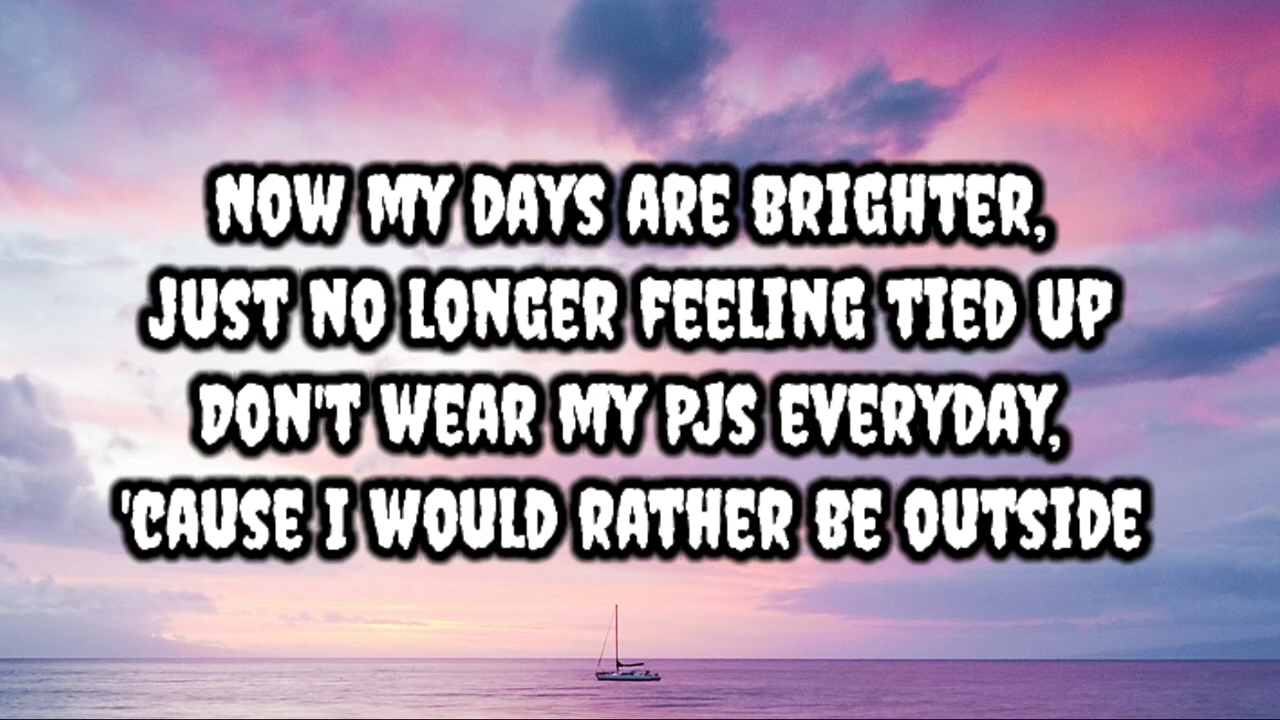 NOW MY DAYS ARE BRIGHTER,
JUST NO LONGER FEELING TIED UP
DON'T WEAR MY PJS EVERYDAY,
'CAUSE I WOULD RATHER BE OUTSIDE